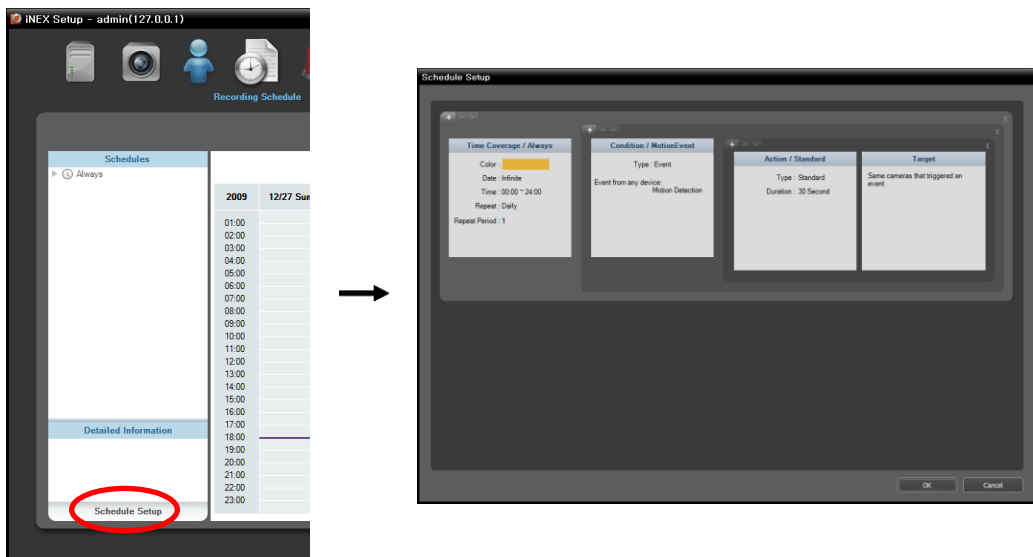 iNEX Setup - admin(127.0.0.1)
Recording Schedule
Schedules
Always
2009 12/27 Sun
01:00
02:00
03:00
04:00
05:00
06:00
07:00
08:00
09:00
10:00
11:00
12:00
13:00
14:00
15:00
16:00
17:00
18:00
19:00
20:00
21:00
22:00
23:00
Detailed Information
Schedule Setup
Schedule Setup
Time Coverage / Always
Color :
Date : Infinite
Time : 00:00 ~ 24:00
Repeat : Daily
Repeat Period : 1
Condition / MotionEvent
Type : Event
Event from any device:
Motion Detection
Action / Standard
Type : Standard
Duration : 30 Second
Target
Same cameras that triggered an
event
OK
Cancel